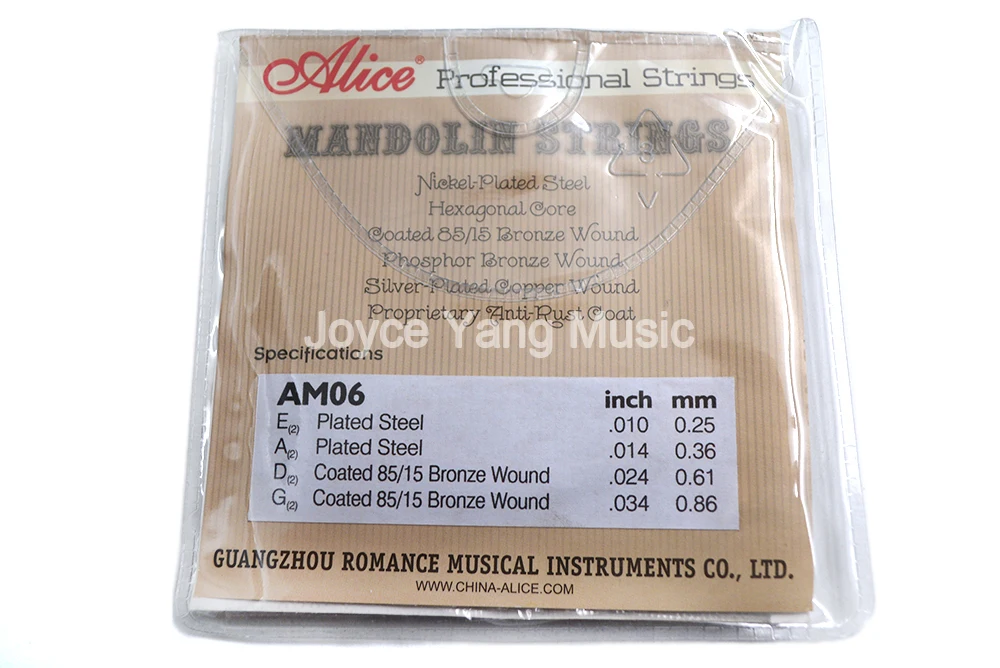 Alice® Professional Strings
MANDOLIN STRINGS
Nickel-Plated Steel
Hexagonal Core
Coated 85/15 Bronze Wound
Phosphor Bronze Wound
Silver-Plated Copper Wound
Proprietary Anti-Rust Coat
Joyce Yang Music
Specifications
AM06 inch mm
E(2) Plated Steel .010 0.25
A(2) Plated Steel .014 0.36
D(2) Coated 85/15 Bronze Wound .024 0.61
G(2) Coated 85/15 Bronze Wound .034 0.86
GUANGZHOU ROMANCE MUSICAL INSTRUMENTS CO., LTD.
WWW.CHINA-ALICE.COM